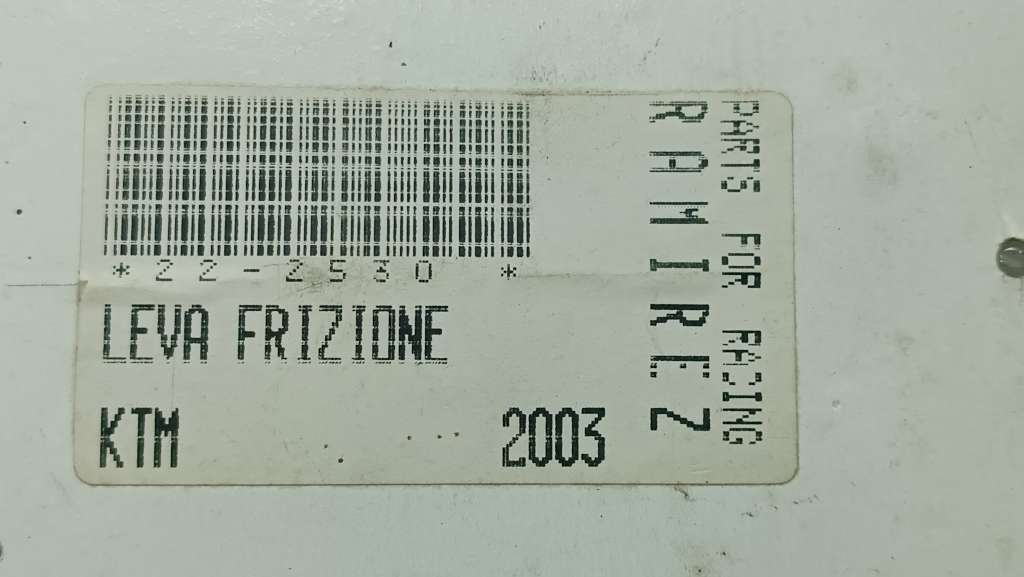 *22-2530 *
LEVA FRIZIONE
KTM 2003
RAMIREZ
PARTS FOR RACING